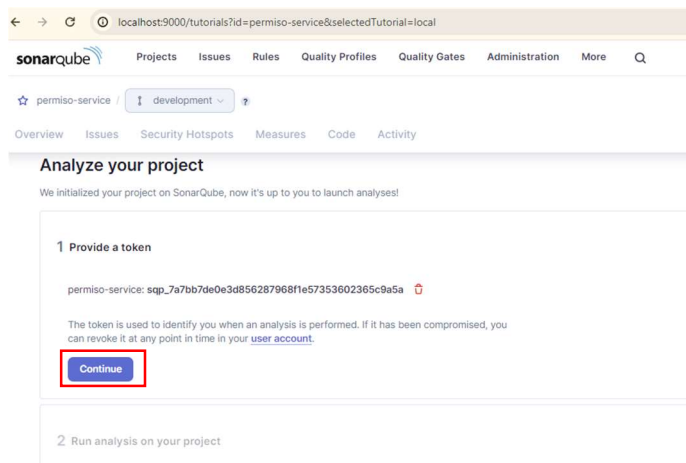 localhost:9000/tutorials?id=permiso-service&selectedTutorial=local
sonarqube Projects Issues Rules Quality Profiles Quality Gates Administration More
permiso-service / development ?
Overview Issues Security Hotspots Measures Code Activity
Analyze your project
We initialized your project on SonarQube, now it's up to you to launch analyses!
1 Provide a token
permiso-service: sqp_7a7bb7de0e3d856287968f1e57353602365c9a5a
The token is used to identify you when an analysis is performed. If it has been compromised, you
can revoke it at any point in time in your user account.
Continue
2 Run analysis on your project